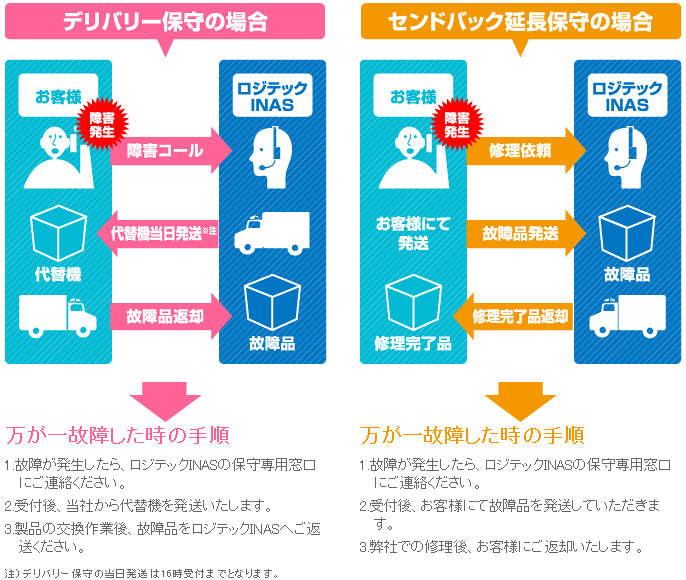 デリバリー保守の場合
お客様
ロジテック
INAS
障害
発生
障害コール
代替機当日発送※注
代替機
故障品返却
故障品
万が一故障した時の手順
1.故障が発生したら、ロジテックINASの保守専用窓口
にご連絡ください。
2.受付後、当社から代替機を発送いたします。
3.製品の交換作業後、故障品をロジテックINASへご返
送ください。
注）デリバリー保守の当日発送は16時受付までとなります。
センドバック延長保守の場合
お客様
ロジテック
INAS
障害
発生
修理依頼
お客様にて
発送
故障品発送
故障品
修理完了品返却
修理完了品
万が一故障した時の手順
1.故障が発生したら、ロジテックINASの保守専用窓口
にご連絡ください。
2.受付後、お客様にて故障品を発送していただきま
す。
3.弊社での修理後、お客様にご返却いたします。